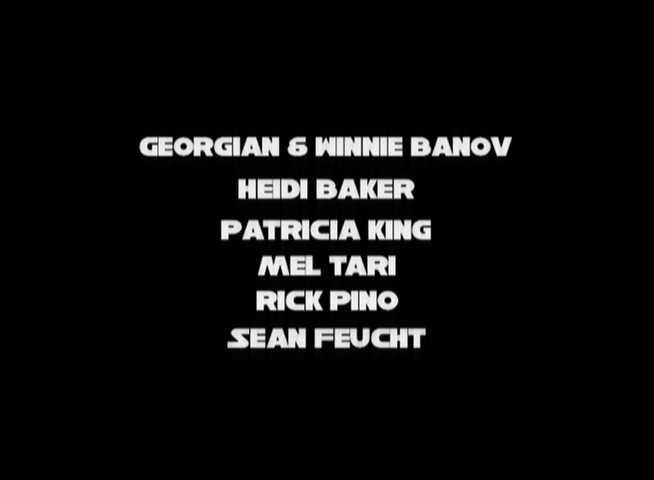 GEORGIAN & WINNIE BANOV
HEIDI BAKER
PATRICIA KING
MEL TARI
RICK PINO
SEAN FEUCHT